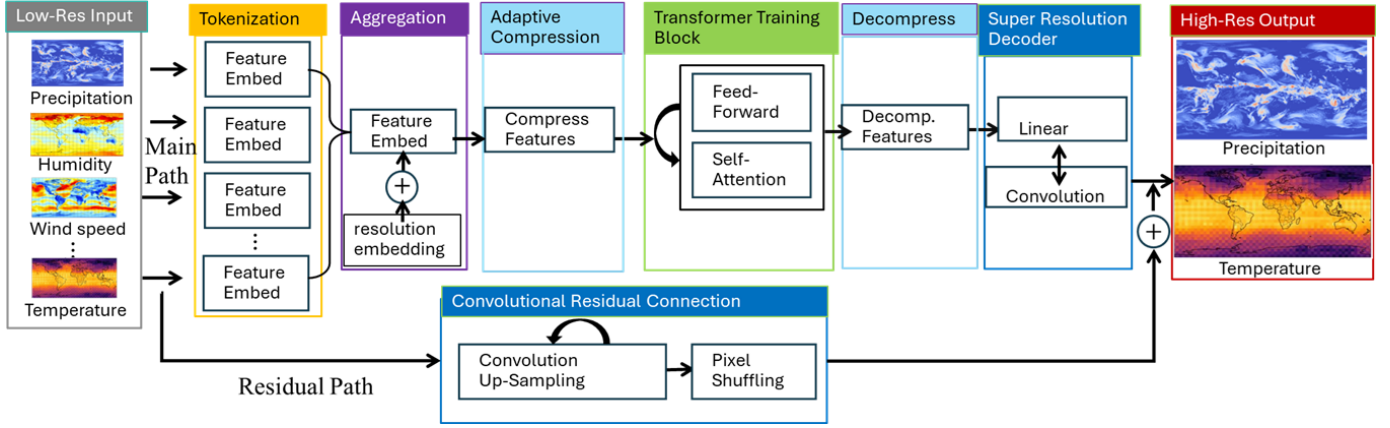 Low-Res Input
Precipitation
Humidity
Wind speed
⋮
Temperature
Main
Path
Tokenization
Feature
Embed
Feature
Embed
Feature
Embed
⋮
Feature
Embed
Aggregation
Feature
Embed
+
resolution
embedding
Adaptive
Compression
Compress
Features
Transformer Training
Block
Feed-
Forward
Self-
Attention
Decompress
Decomp.
Features
Super Resolution
Decoder
Linear
Convolution
+
High-Res Output
Precipitation
Temperature
Residual Path
Convolutional Residual Connection
Convolution
Up-Sampling
Pixel
Shuffling